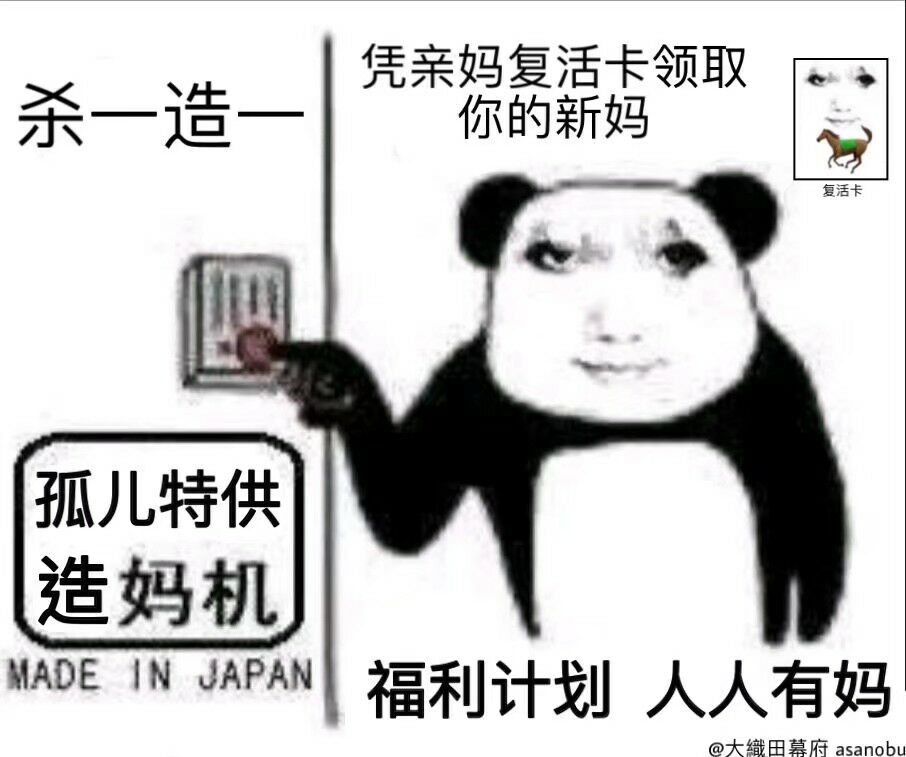 杀一造一
凭亲妈复活卡领取
你的新妈
复活卡
孤儿特供
造妈机
MADE IN JAPAN
福利计划 人人有妈
@大織田幕府 asanobu